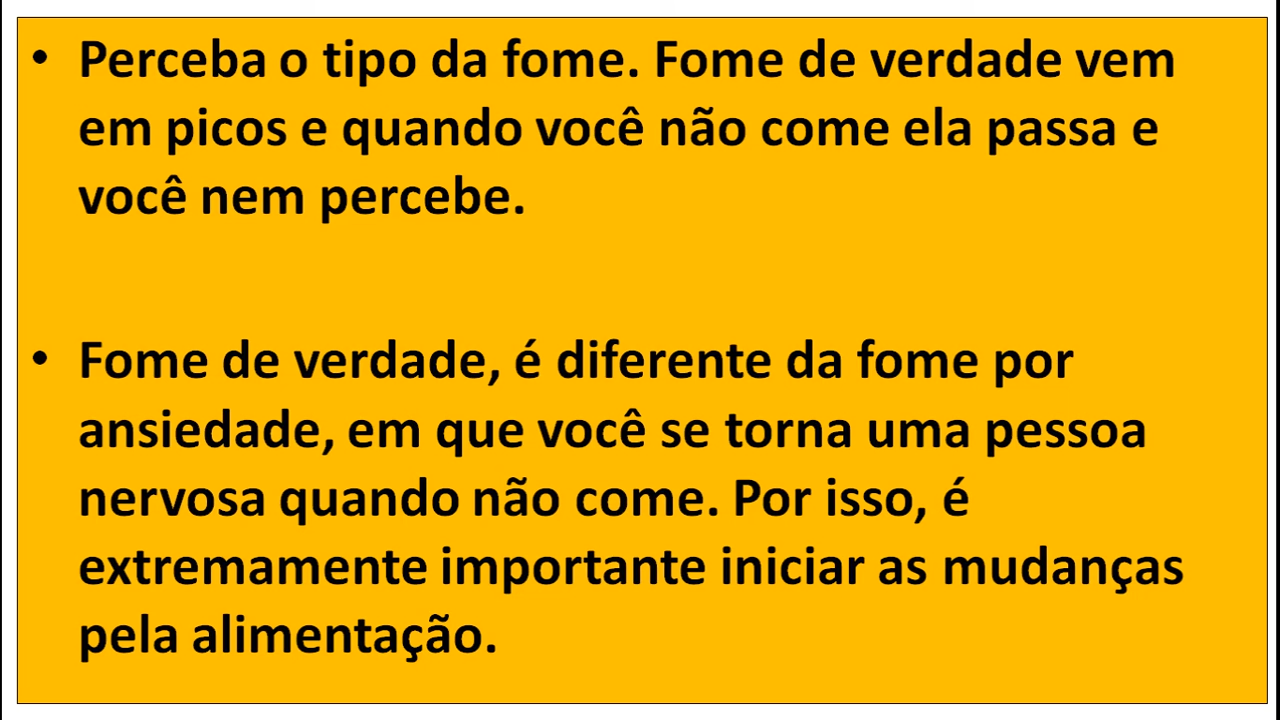 • Perceba o tipo da fome. Fome de verdade vem
em picos e quando você não come ela passa e
você nem percebe.
• Fome de verdade, é diferente da fome por
ansiedade, em que você se torna uma pessoa
nervosa quando não come. Por isso, é
extremamente importante iniciar as mudanças
pela alimentação.